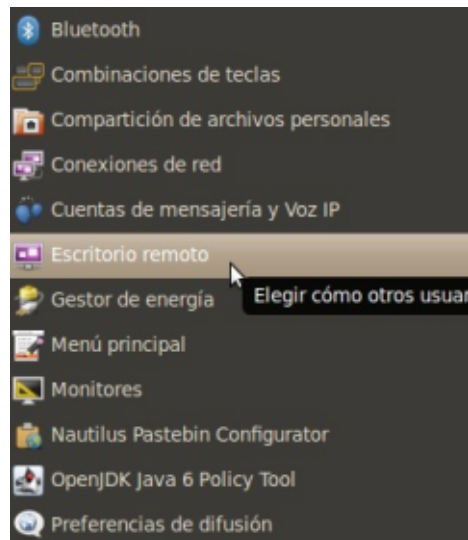 Bluetooth
Combinaciones de teclas
Compartición de archivos personales
Conexiones de red
Cuentas de mensajería y Voz IP
Escritorio remoto
Gestor de energía
Elegir cómo otros usuar
Menú principal
Monitores
Nautilus Pastebin Configurator
OpenJDK Java 6 Policy Tool
Preferencias de difusión